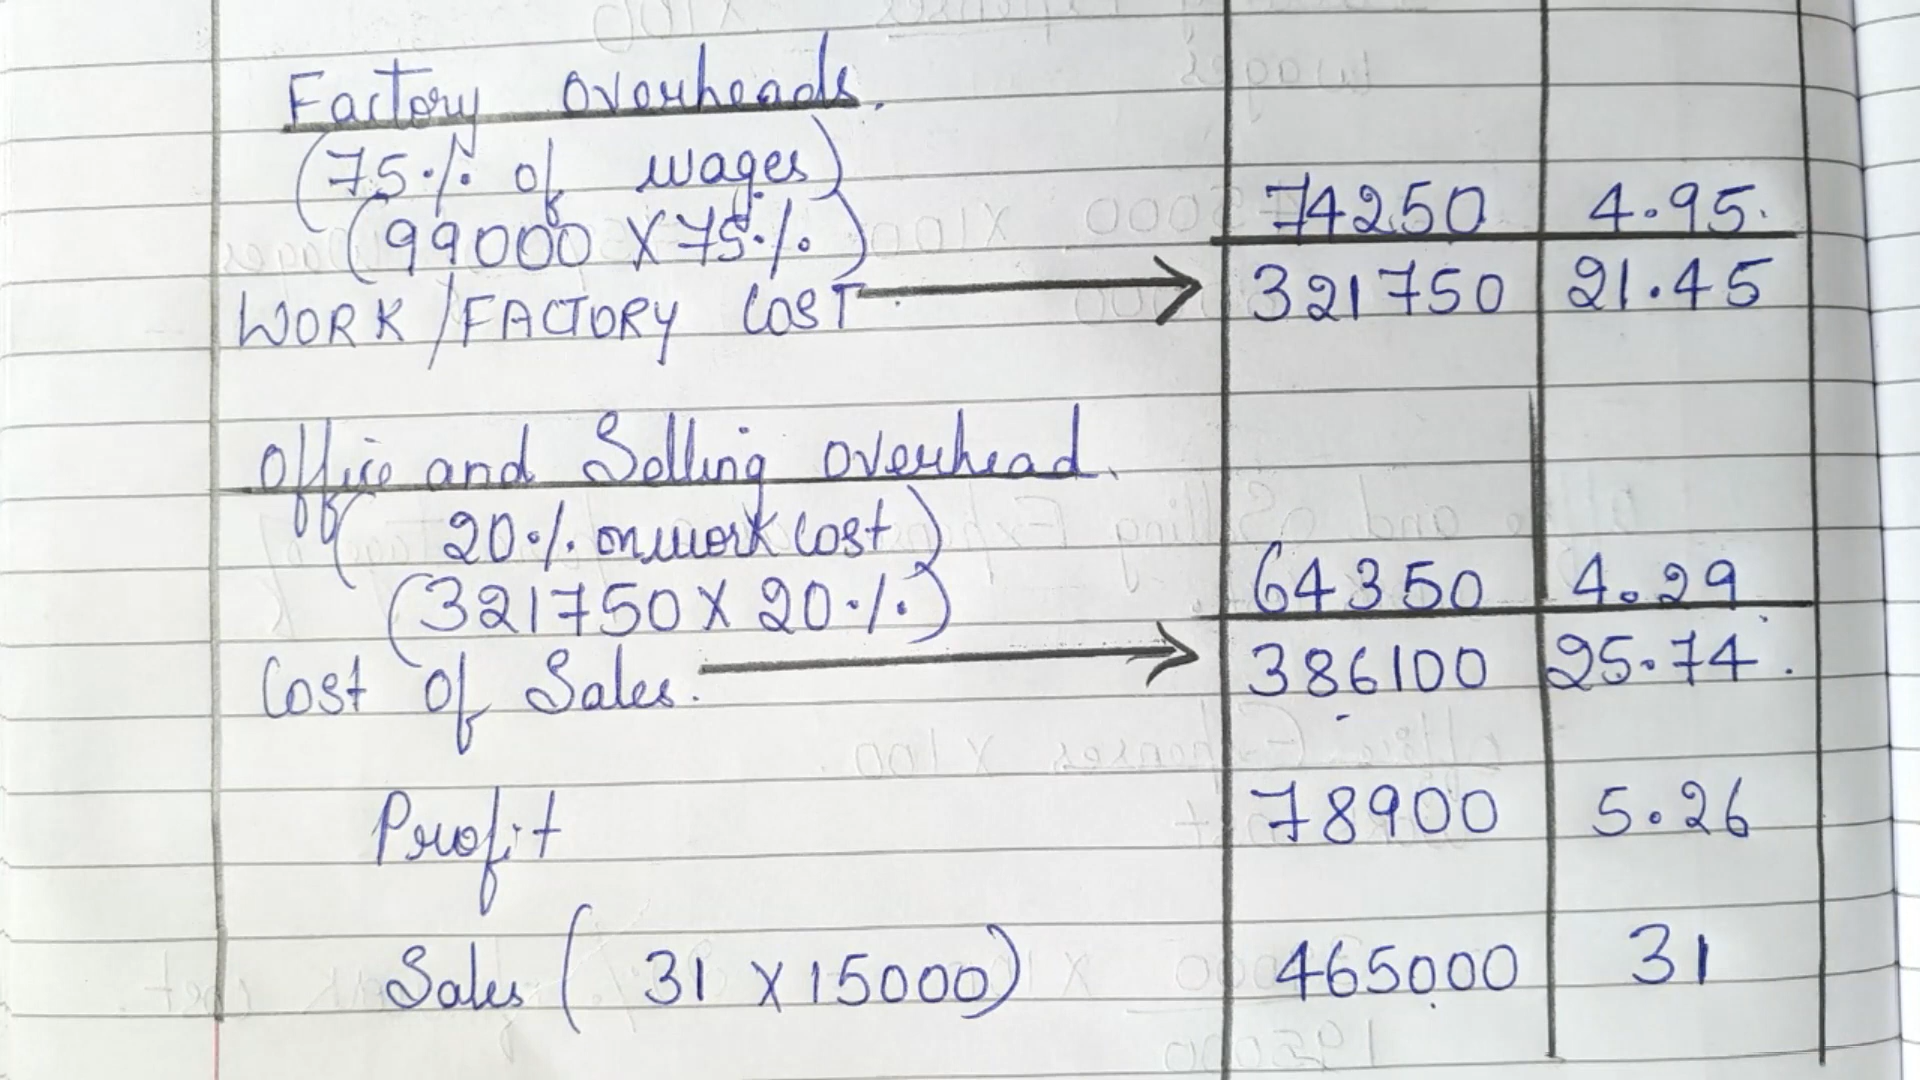 Factory overheads.
(75% of wages)
(99000 X 75%) 74250 4.95
WORK/FACTORY COST → 321750 21.45
Office and Selling overhead.
(20% on work cost)
(321750 X 20%) 64350 4.29
Cost of Sales. → 386100 25.74
Profit 78900 5.26
Sales (31 X 15000) 465000 31